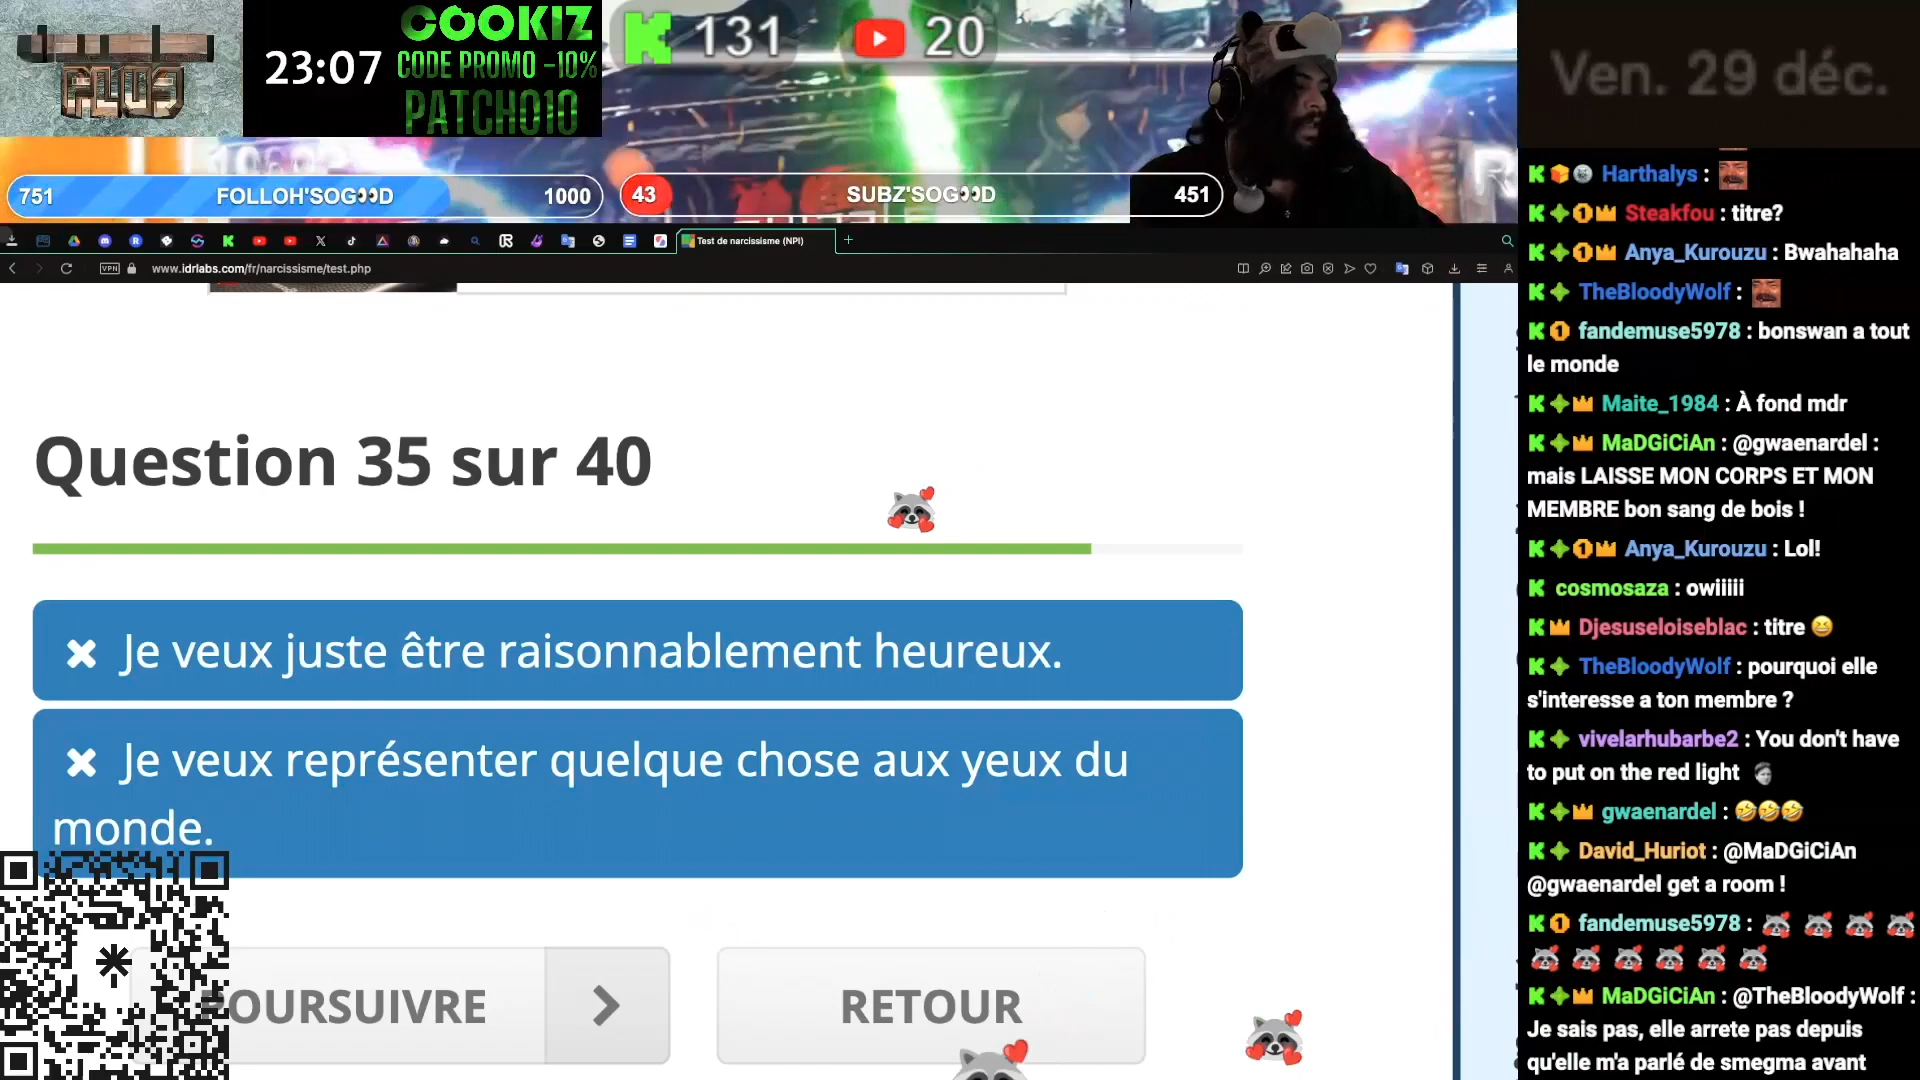 23:07
COOKIZ
CODE PROMO -10%
PATCHO10
131
20
Ven. 29 déc.
751
FOLLOH'SOG👀D
1000
43
SUBZ'SOG👀D
451
Test de narcissisme (NPI)
VPN
www.idrlabs.com/fr/narcissisme/test.php
Question 35 sur 40
Je veux juste être raisonnablement heureux.
Je veux représenter quelque chose aux yeux du
monde.
POURSUIVRE
RETOUR
Harthalys :
Steakfou : titre?
Anya_Kurouzu : Bwahahaha
TheBloodyWolf :
fandemuse5978 : bonswan a tout
le monde
Maite_1984 : À fond mdr
MaDGiCiAn : @gwaenardel :
mais LAISSE MON CORPS ET MON
MEMBRE bon sang de bois !
Anya_Kurouzu : Lol!
cosmosaza : owiiiii
Djesuseloiseblac : titre 😆
TheBloodyWolf : pourquoi elle
s'interesse a ton membre ?
vivelarhubarbe2 : You don't have
to put on the red light
gwaenardel : 🤣🤣🤣
David_Huriot : @MaDGiCiAn
@gwaenardel get a room !
fandemuse5978 :
MaDGiCiAn : @TheBloodyWolf :
Je sais pas, elle arrete pas depuis
qu'elle m'a parlé de smegma avant